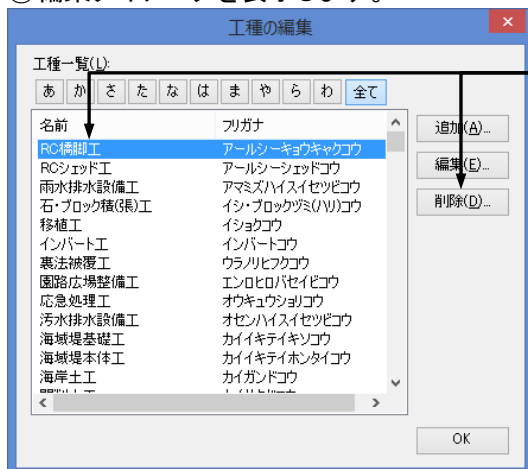 工種の編集
工種一覧(L):
あ か さ た な は ま や ら わ 全て
名前 フリガナ
RC橋脚工 アールシーキョウキャクコウ
RCシェッド工 アールシーシェッドコウ
雨水排水設備工 アマミズハイスイセツビコウ
石・ブロック積(張)工 イシ・ブロックヅミ(ハリ)コウ
移植工 イショクコウ
インバート工 インバートコウ
裏法被覆工 ウラノリヒフクコウ
園路広場整備工 エンロヒロバセイビコウ
応急処理工 オウキュウショリコウ
汚水排水設備工 オセンハイスイセツビコウ
海域堤基礎工 カイイキテイキソコウ
海域堤本体工 カイイキテイホンタイコウ
海岸土工 カイガンドコウ
追加(A)...
編集(E)...
削除(D)...
OK